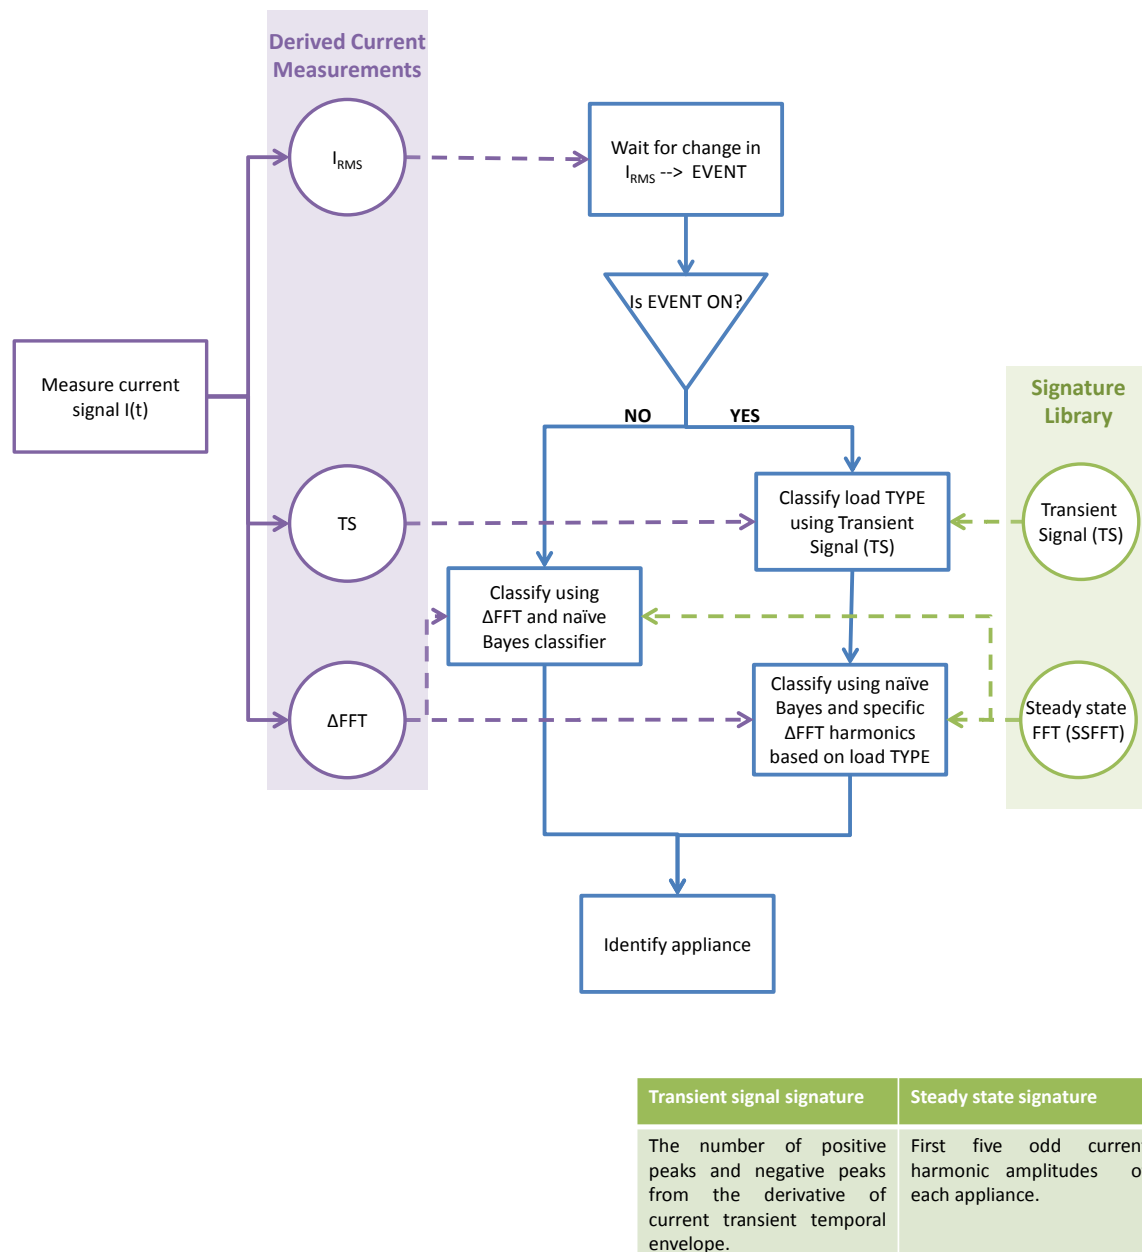 Derived Current
Measurements
I_RMS
Wait for change in
I_RMS --> EVENT
Is EVENT ON?
Measure current
signal I(t)
NO
YES
Signature
Library
TS
Classify load TYPE
using Transient
Signal (TS)
Transient
Signal (TS)
Classify using
ΔFFT and naïve
Bayes classifier
ΔFFT
Classify using naïve
Bayes and specific
ΔFFT harmonics
based on load TYPE
Steady state
FFT (SSFFT)
Identify appliance
Transient signal signature
The number of positive
peaks and negative peaks
from the derivative of
current transient temporal
envelope.
Steady state signature
First five odd
harmonic amplitudes
each appliance.